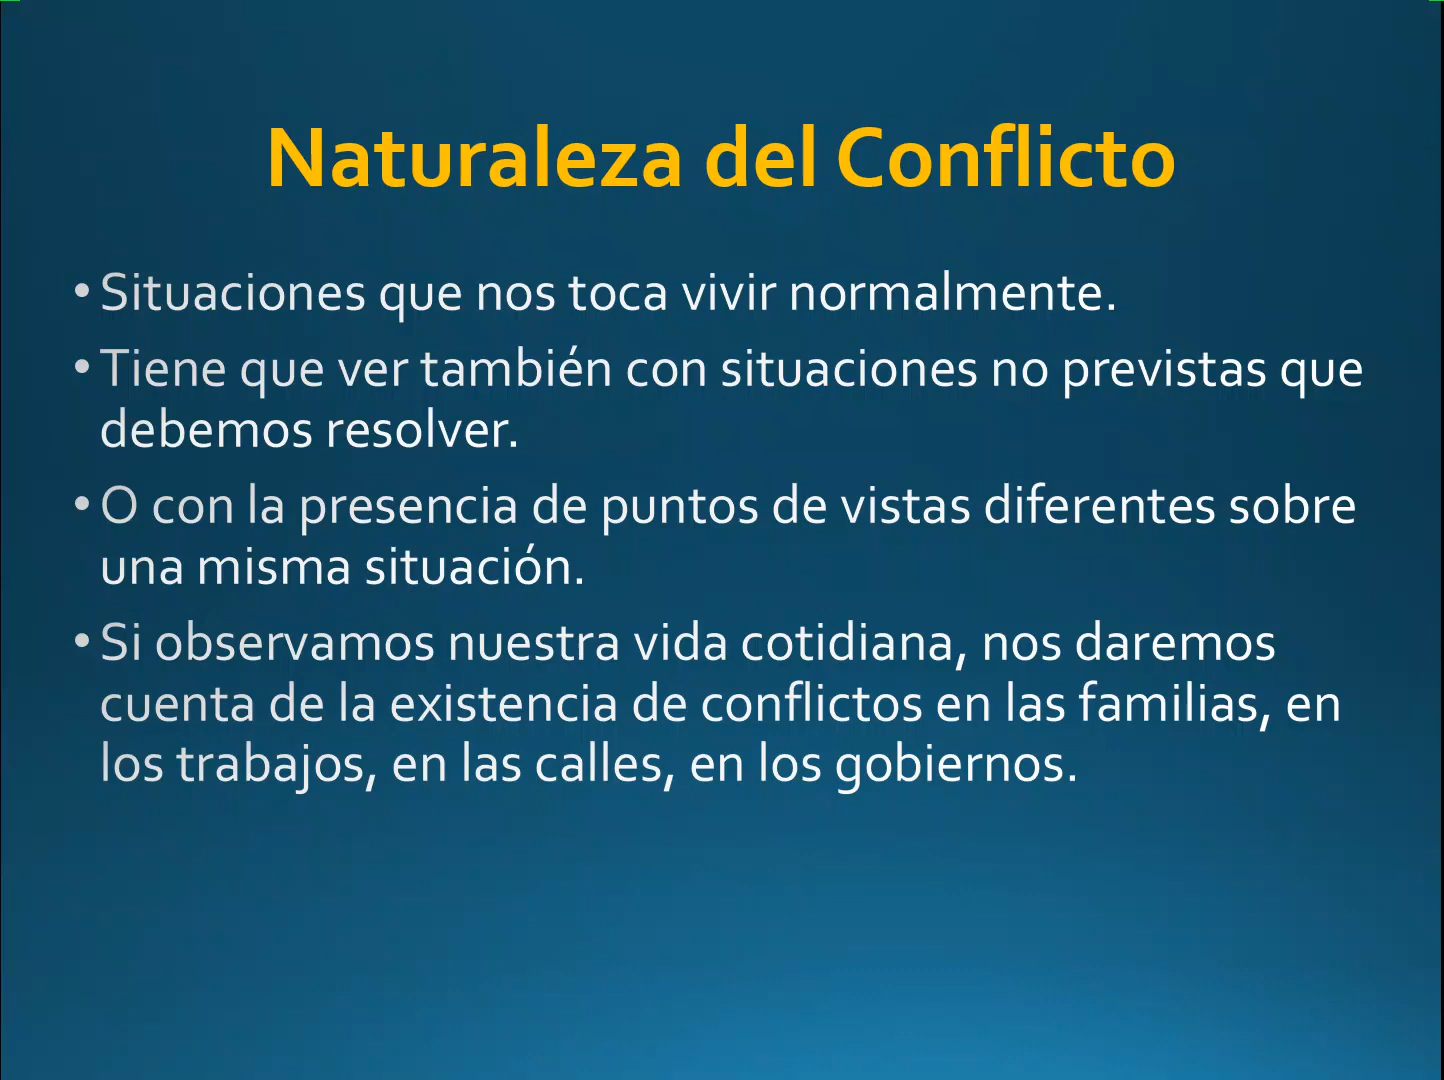 Naturaleza del Conflicto
• Situaciones que nos toca vivir normalmente.
• Tiene que ver también con situaciones no previstas que
debemos resolver.
• O con la presencia de puntos de vistas diferentes sobre
una misma situación.
• Si observamos nuestra vida cotidiana, nos daremos
cuenta de la existencia de conflictos en las familias, en
los trabajos, en las calles, en los gobiernos.